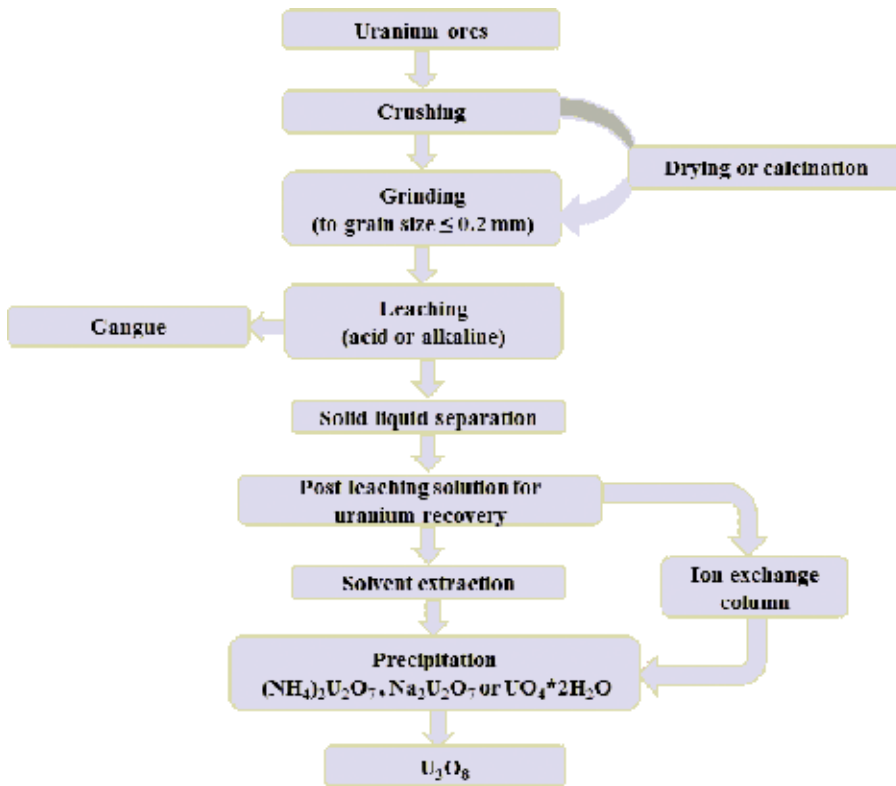 Uranium ores
Crushing
Drying or calcination
Grinding
(to grain size ≤ 0.2 mm)
Leaching
(acid or alkaline)
Gangue
Solid liquid separation
Post leaching solution for
uranium recovery
Solvent extraction
Ion exchange
column
Precipitation
(NH₄)₂U₂O₇, Na₂U₂O₇ or UO₄*2H₂O
U₃O₈